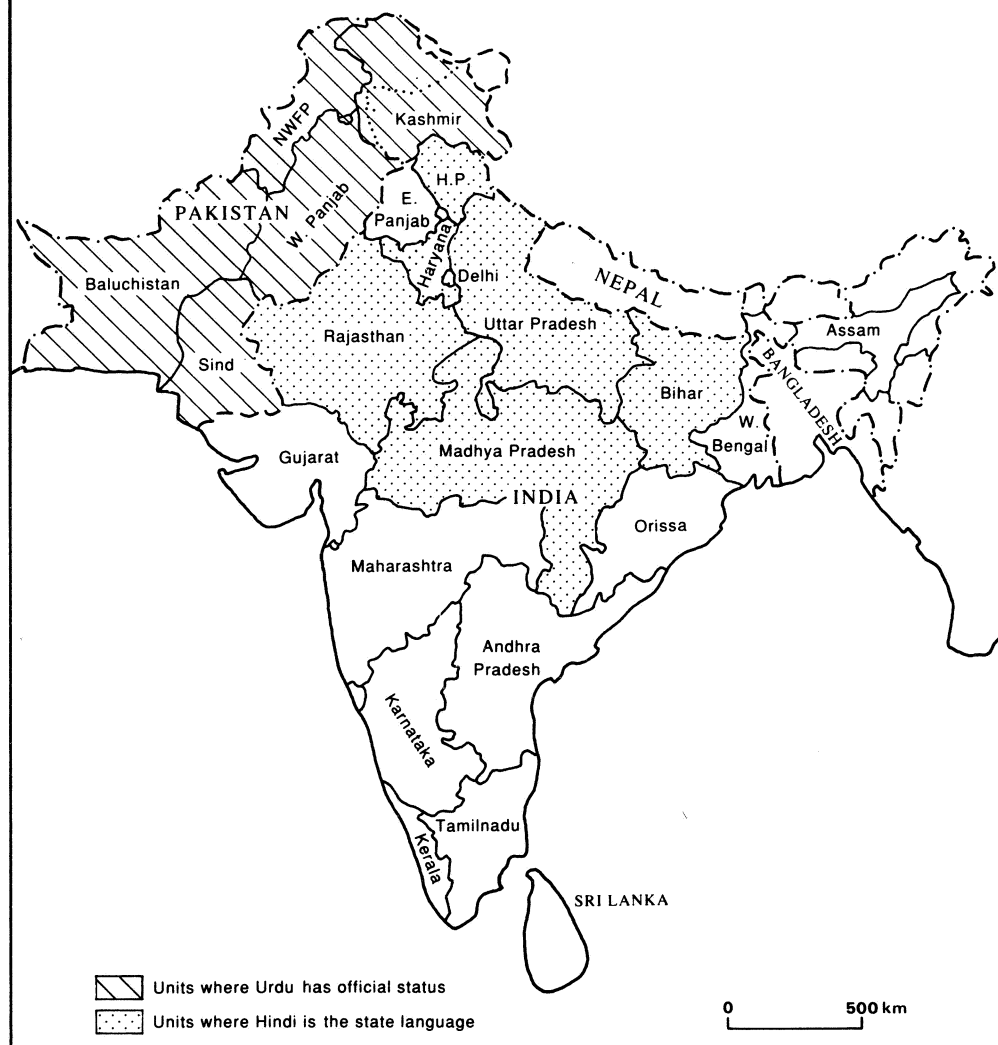 Kashmir
NWFP
H.P
E.
Panjab
W. Panjab
PAKISTAN
Haryana
Delhi
NEPAL
Baluchistan
Sind
Rajasthan
Uttar Pradesh
Assam
BANGLADESH
Bihar
W.
Bengal
Gujarat
Madhya Pradesh
INDIA
Orissa
Maharashtra
Andhra
Pradesh
Karnataka
Tamilnadu
Kerala
SRI LANKA
Units where Urdu has official status
Units where Hindi is the state language
0 500 km